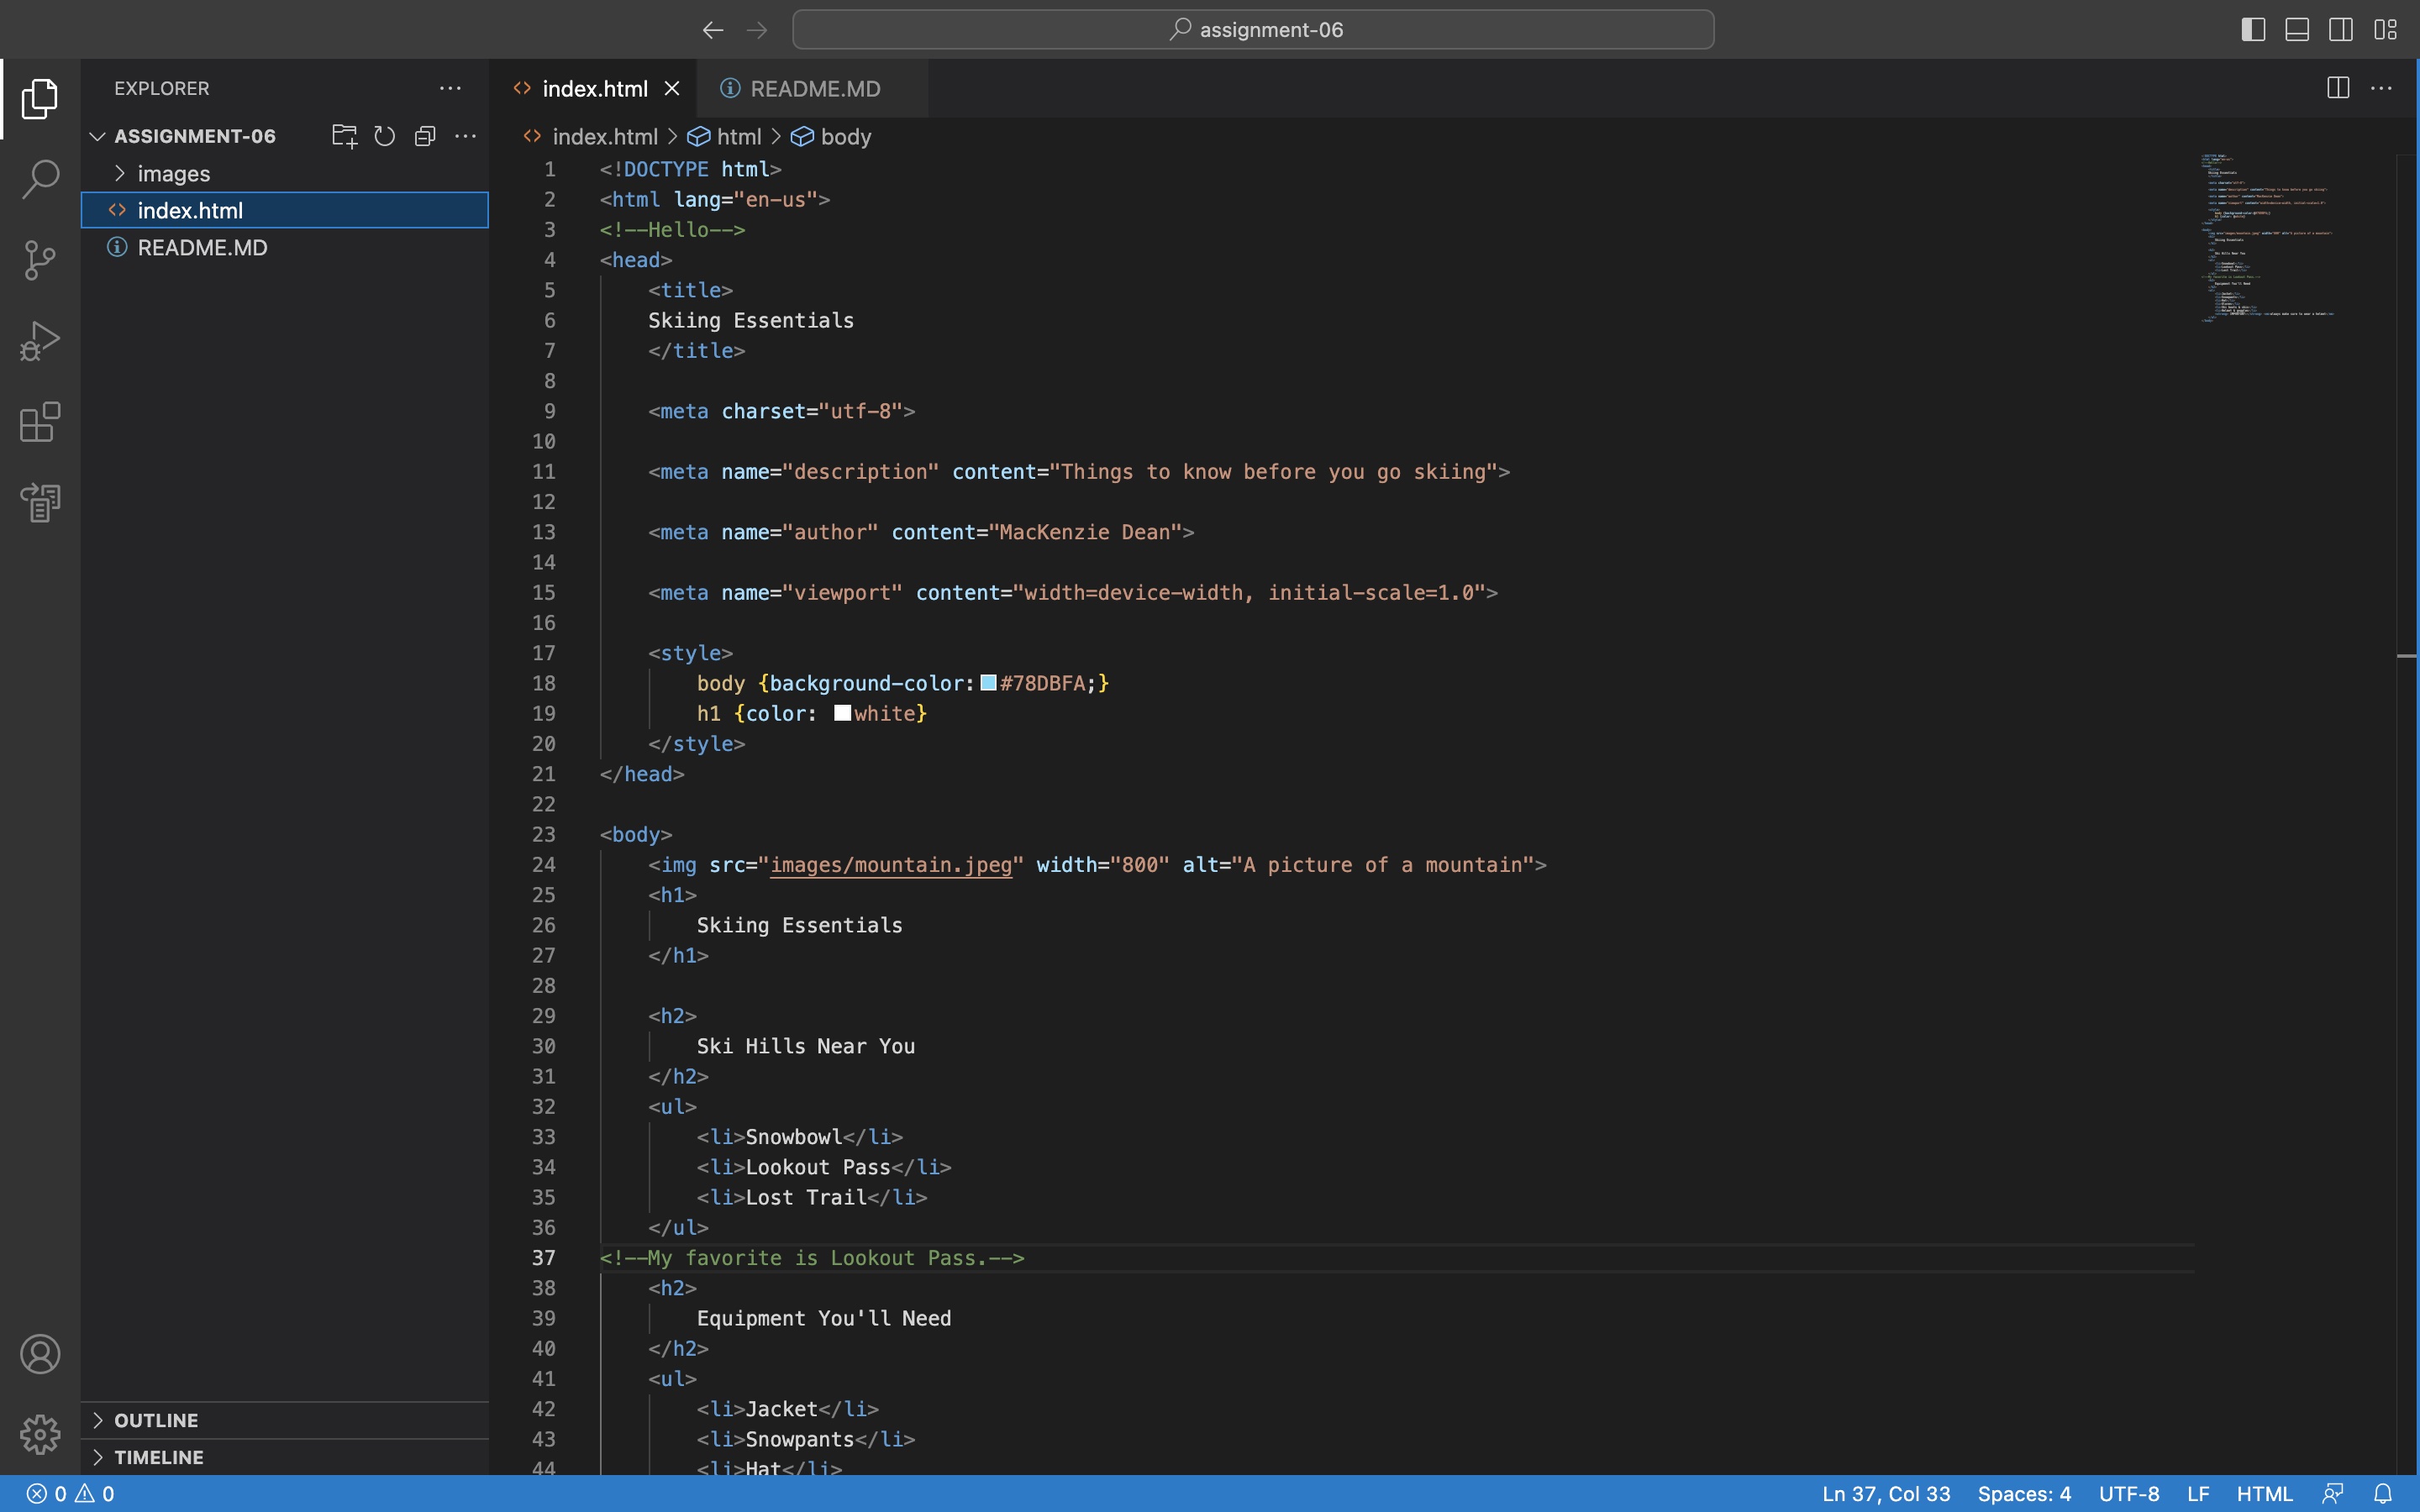 assignment-06
EXPLORER
index.html
README.MD
ASSIGNMENT-06
images
index.html
README.MD
index.html > html > body
1 <!DOCTYPE html>
2 <html lang="en-us">
3 <!--Hello-->
4 <head>
5 <title>
6 Skiing Essentials
7 </title>
8
9 <meta charset="utf-8">
10
11 <meta name="description" content="Things to know before you go skiing">
12
13 <meta name="author" content="MacKenzie Dean">
14
15 <meta name="viewport" content="width=device-width, initial-scale=1.0">
16
17 <style>
18 body {background-color: #78DBFA;}
19 h1 {color: white}
20 </style>
21 </head>
22
23 <body>
24 <img src="images/mountain.jpeg" width="800" alt="A picture of a mountain">
25 <h1>
26 Skiing Essentials
27 </h1>
28
29 <h2>
30 Ski Hills Near You
31 </h2>
32 <ul>
33 <li>Snowbowl</li>
34 <li>Lookout Pass</li>
35 <li>Lost Trail</li>
36 </ul>
37 <!--My favorite is Lookout Pass.-->
38 <h2>
39 Equipment You'll Need
40 </h2>
41 <ul>
42 <li>Jacket</li>
43 <li>Snowpants</li>
44 <li>Hat</li>
OUTLINE
TIMELINE
0 0
Ln 37, Col 33 Spaces: 4 UTF-8 LF HTML